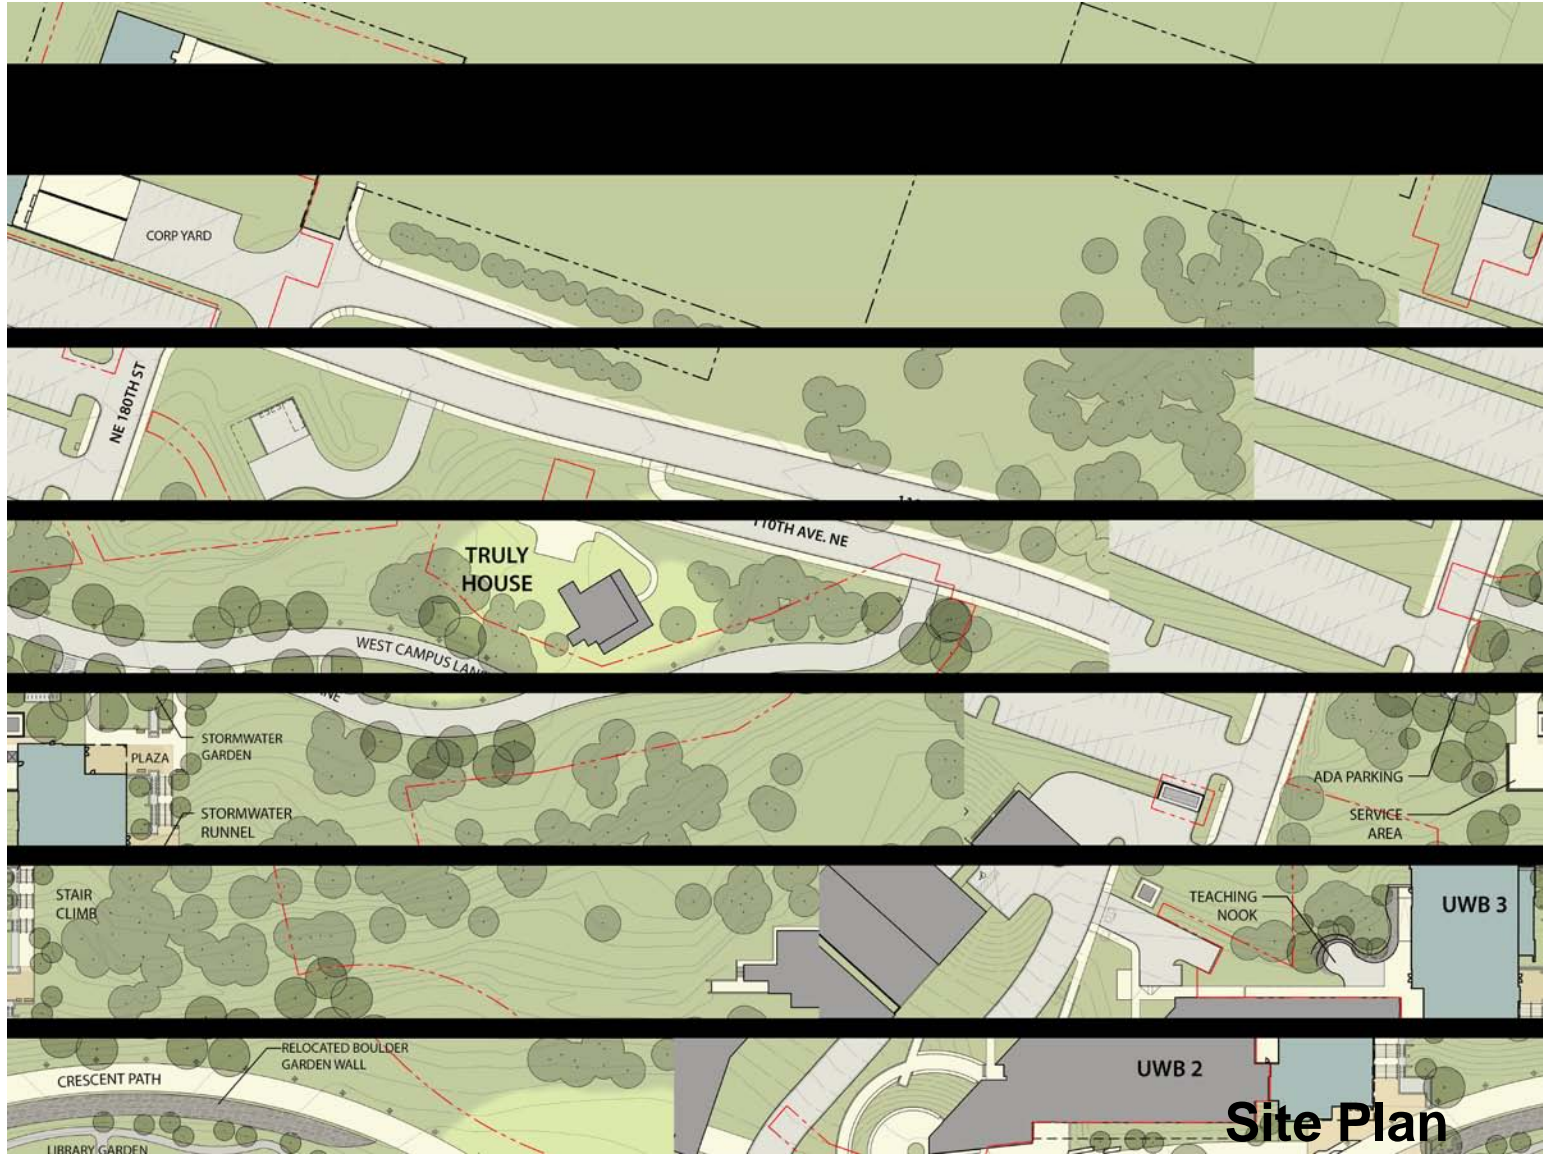 CORP YARD
NE 180TH ST
110TH AVE. NE
TRULY
HOUSE
WEST CAMPUS LANE
STORMWATER
GARDEN
PLAZA
STORMWATER
RUNNEL
ADA PARKING
SERVICE
AREA
STAIR
CLIMB
TEACHING
NOOK
UWB 3
RELOCATED BOULDER
GARDEN WALL
CRESCENT PATH
UWB 2
LIBRARY GARDEN
Site Plan